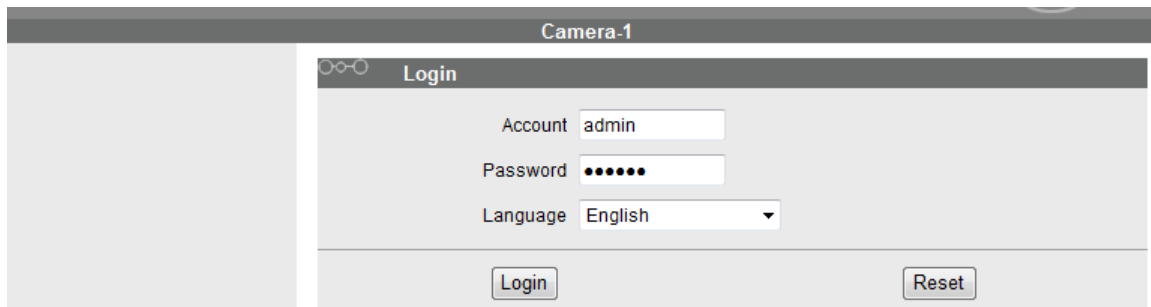 Camera-1
Login
Account admin
Password ••••••
Language English
Login Reset